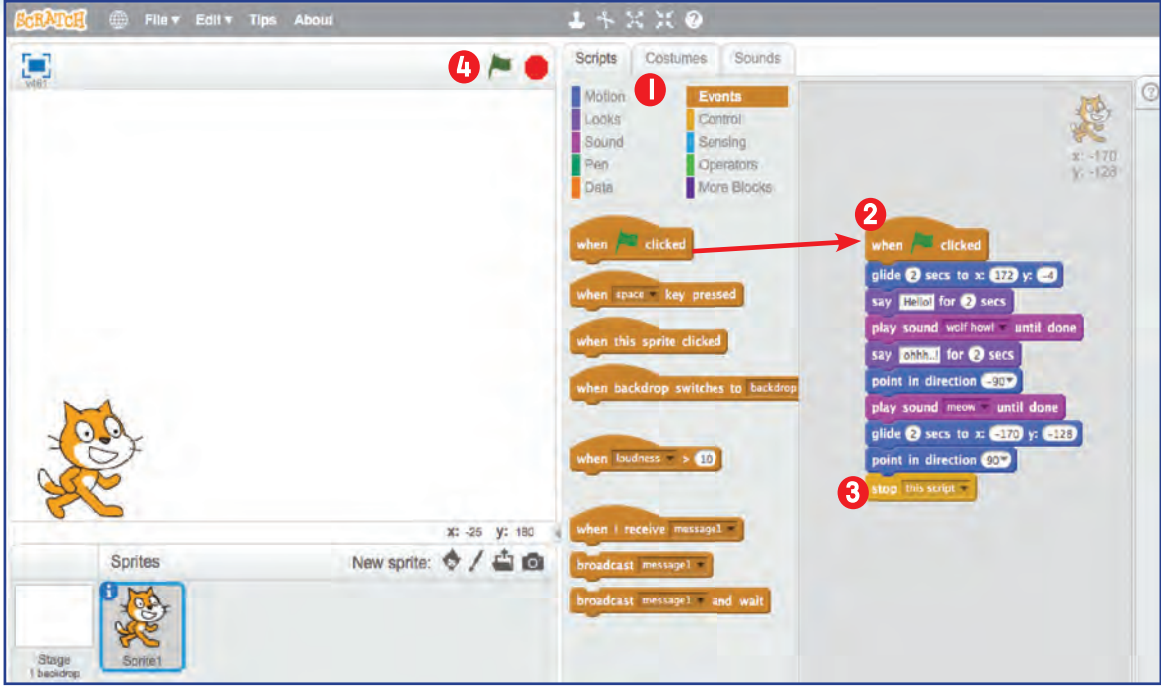 SCRATCH File Edit Tips About
v461
4
Scripts Costumes Sounds
1
Motion Events
Looks Control
Sound Sensing
Pen Operators
Data More Blocks
x: -170
y: -128
when clicked
when space key pressed
when this sprite clicked
when backdrop switches to backdrop
when loudness > 10
when I receive message1
broadcast message1
broadcast message1 and wait
2
when clicked
glide 2 secs to x: 172 y: -4
say Hello! for 2 secs
play sound wolf howl until done
say ohhh..! for 2 secs
point in direction -90
play sound meow until done
glide 2 secs to x: -170 y: -128
point in direction 90
3
stop this script
x: -25 y: 180
Sprites New sprite:
Stage
1 backdrop
Sprite1